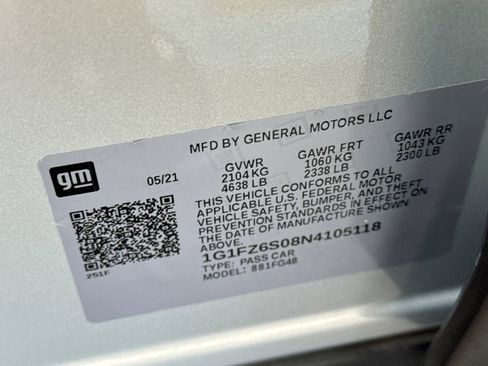 gm
MFD BY GENERAL MOTORS LLC
05/21
GVWR GAWR FRT GAWR RR
2104 KG 1060 KG 1043 KG
4638 LB 2338 LB 2300 LB
THIS VEHICLE CONFORMS TO ALL
APPLICABLE U.S. FEDERAL MOTOR
VEHICLE SAFETY, BUMPER, AND THEFT
PREVENTION STANDARDS IN EFFECT ON
THE DATE OF MANUFACTURE SHOWN
ABOVE.
1G1FZ6S08N4105118
TYPE: PASS CAR
MODEL: 881FG48
251F